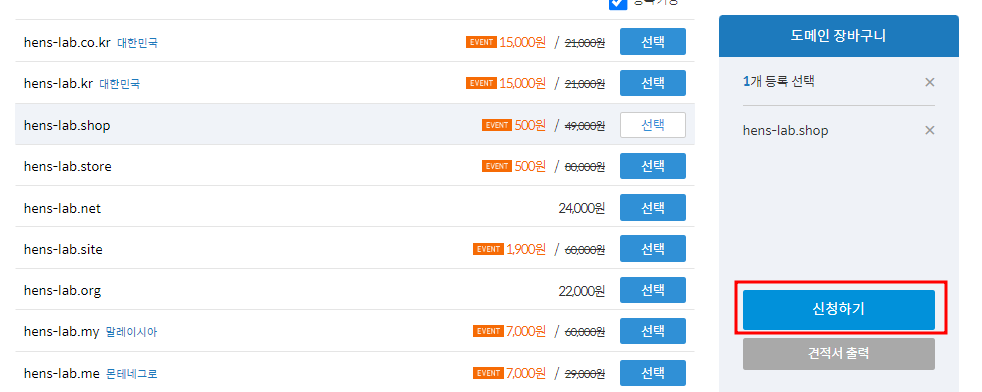 hens-lab.co.kr 대한민국 EVENT 15,000원 / 21,000원 선택
hens-lab.kr 대한민국 EVENT 15,000원 / 21,000원 선택
hens-lab.shop EVENT 500원 / 49,000원 선택
hens-lab.store EVENT 500원 / 80,000원 선택
hens-lab.net 24,000원 선택
hens-lab.site EVENT 1,900원 / 60,000원 선택
hens-lab.org 22,000원 선택
hens-lab.my 말레이시아 EVENT 7,000원 / 60,000원 선택
hens-lab.me 몬테네그로 EVENT 7,000원 / 29,000원 선택
도메인 장바구니
1개 등록 선택 ×
hens-lab.shop ×
신청하기
견적서 출력